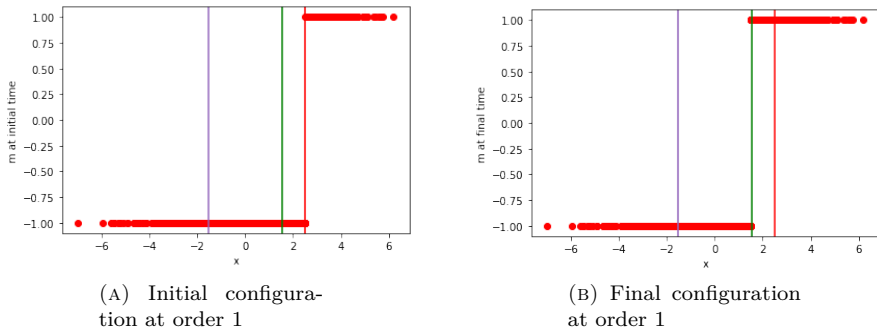 1.00
0.75
0.50
0.25
0.00
-0.25
-0.50
-0.75
-1.00
m at initial time
-6 -4 -2 0 2 4 6
x
(A) Initial configura-
tion at order 1
1.00
0.75
0.50
0.25
0.00
-0.25
-0.50
-0.75
-1.00
m at final time
-6 -4 -2 0 2 4 6
x
(B) Final configuration
at order 1